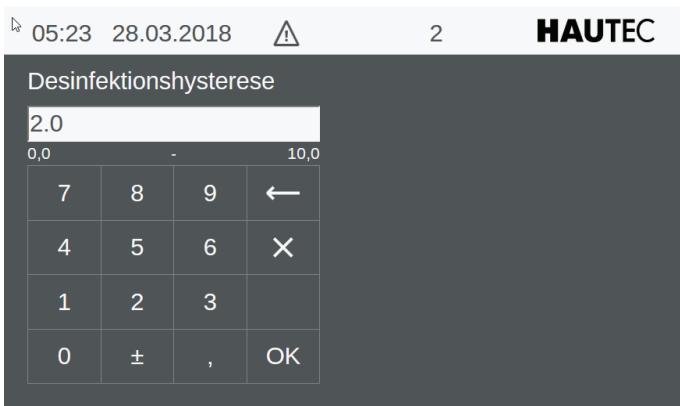 05:23 28.03.2018 2 HAUTEC
Desinfektionshysterese
2.0
0,0 - 10,0
7 8 9 ←
4 5 6 ×
1 2 3
0 ± , OK